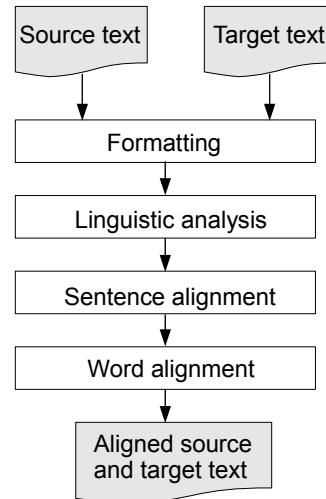 Source text
Target text
Formatting
Linguistic analysis
Sentence alignment
Word alignment
Aligned source
and target text